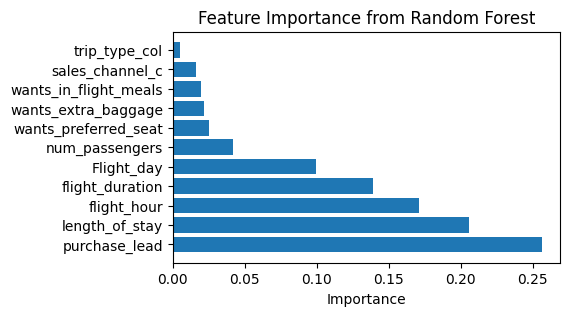 Feature Importance from Random Forest
trip_type_col
sales_channel_c
wants_in_flight_meals
wants_extra_baggage
wants_preferred_seat
num_passengers
Flight_day
flight_duration
flight_hour
length_of_stay
purchase_lead
0.00 0.05 0.10 0.15 0.20 0.25
Importance